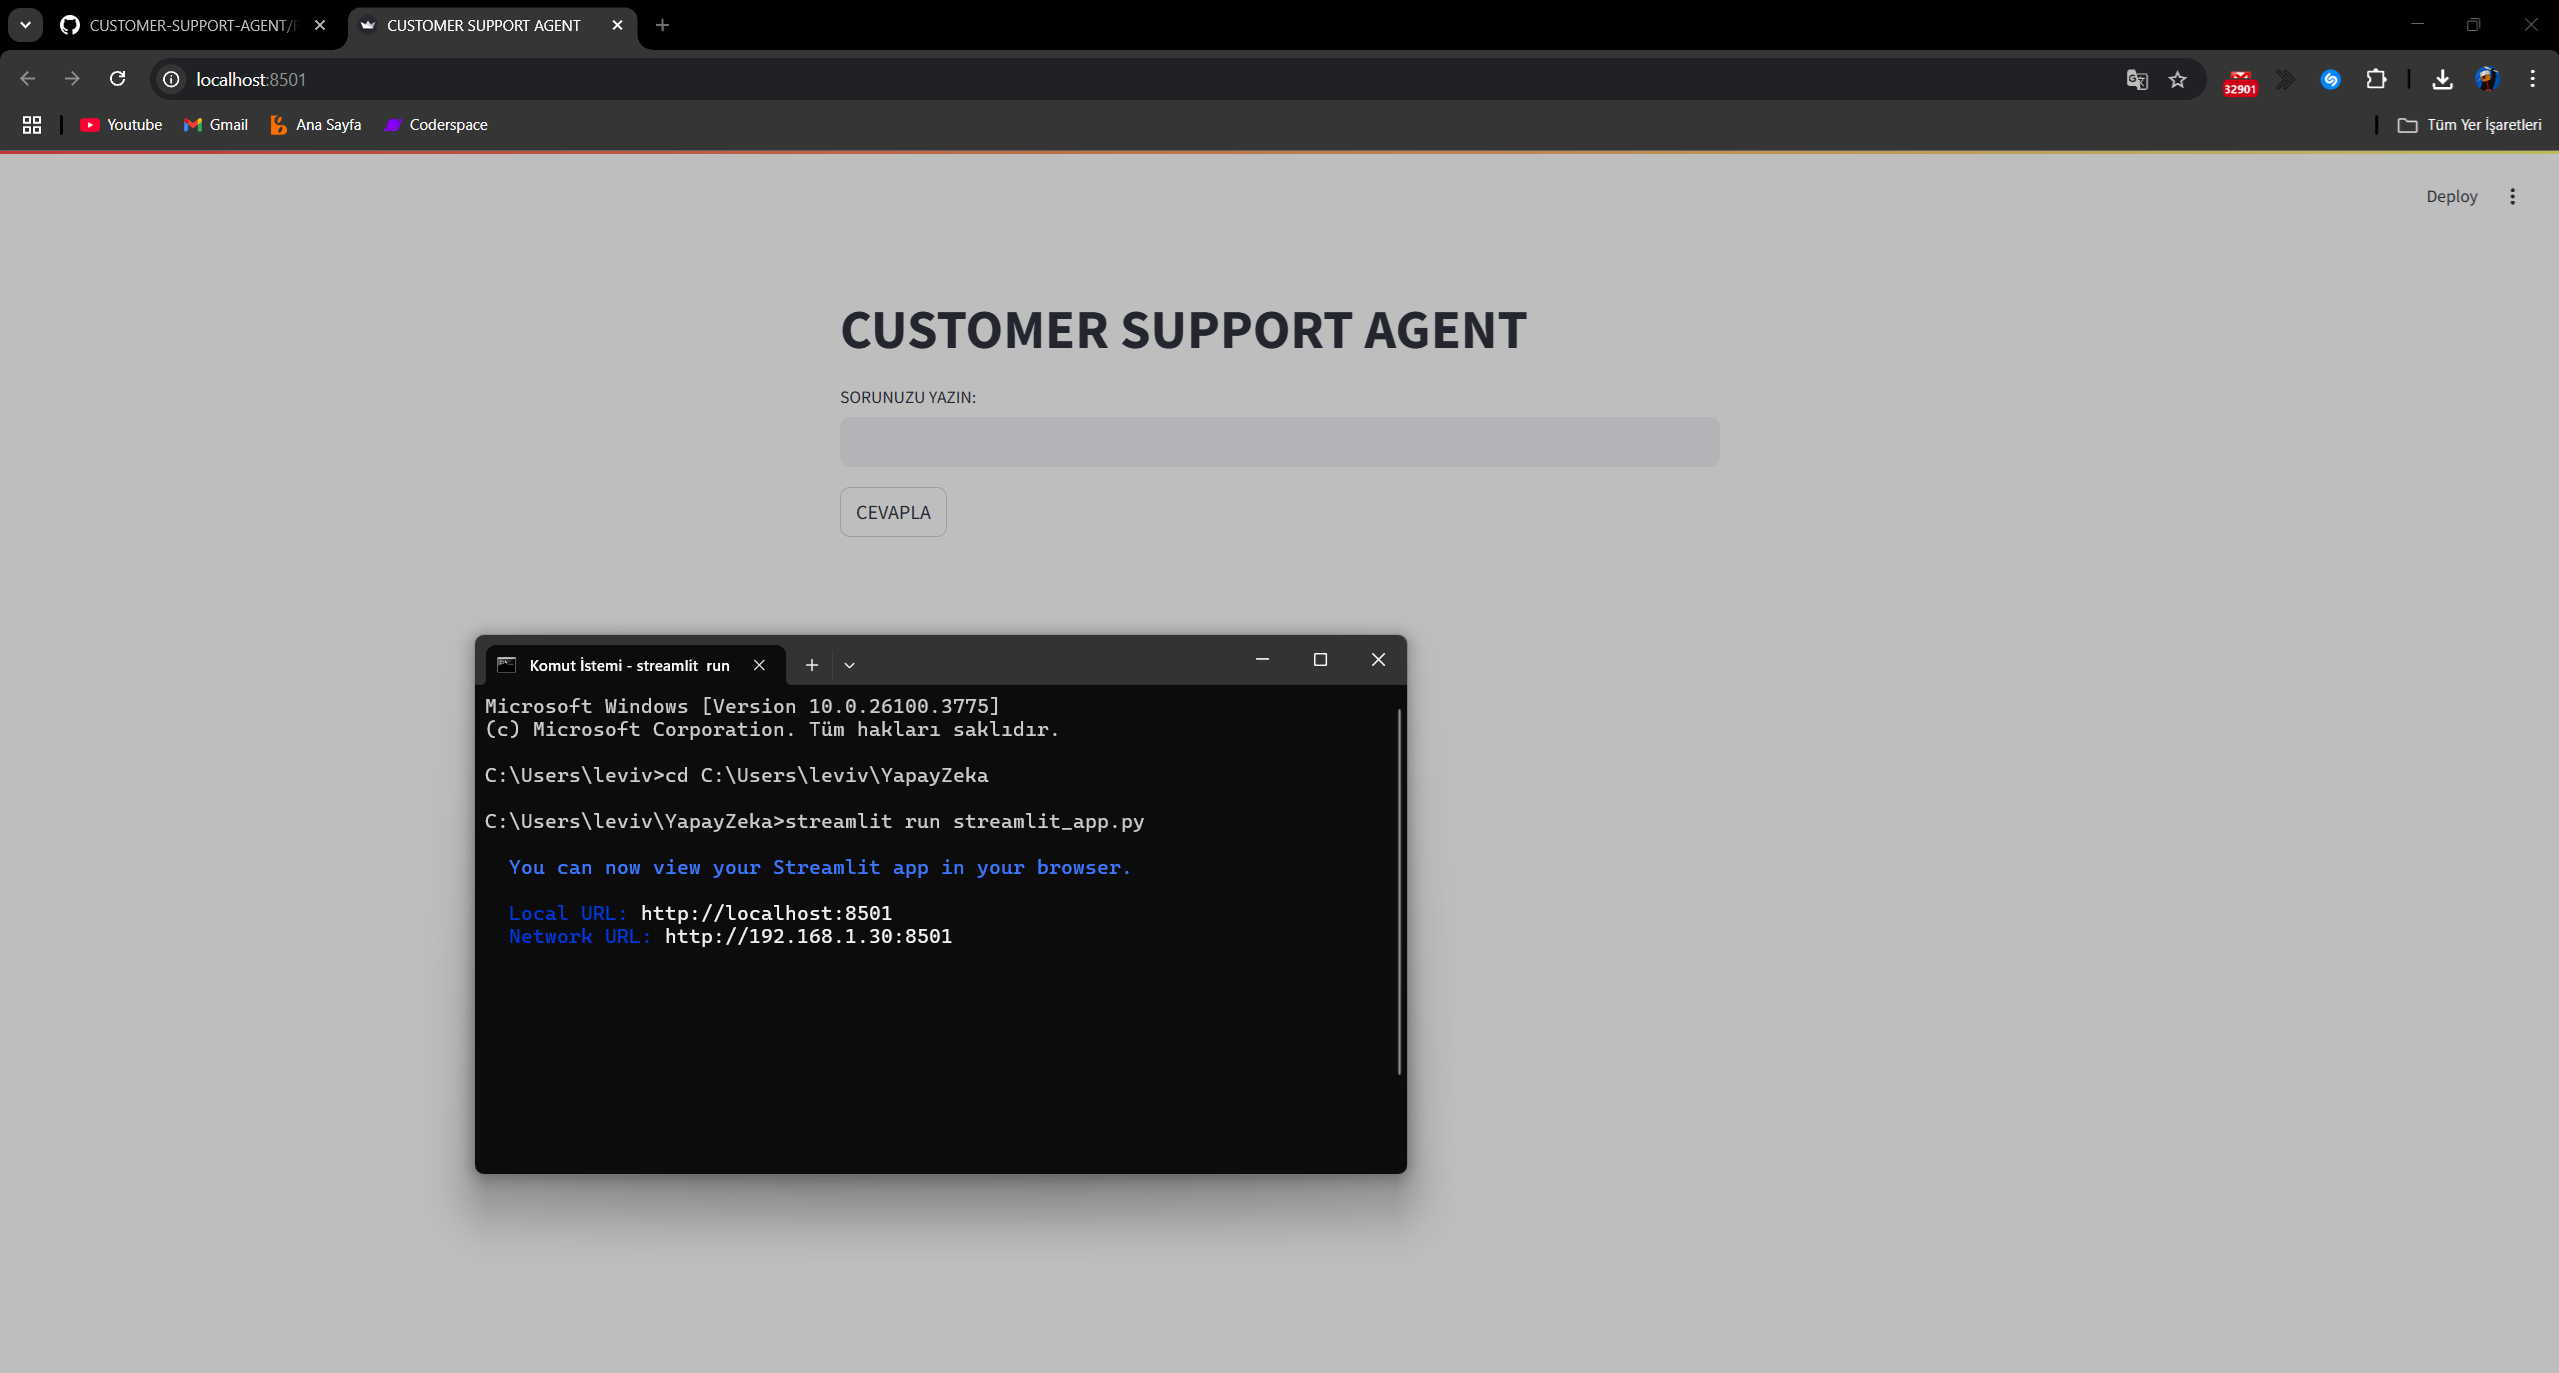 CUSTOMER-SUPPORT-AGENT/
CUSTOMER SUPPORT AGENT
localhost:8501
32901
Youtube
Gmail
Ana Sayfa
Coderspace
Tüm Yer İşaretleri
Deploy
CUSTOMER SUPPORT AGENT
SORUNUZU YAZIN:
CEVAPLA
Komut İstemi - streamlit run
Microsoft Windows [Version 10.0.26100.3775]
(c) Microsoft Corporation. Tüm hakları saklıdır.
C:\Users\leviv>cd C:\Users\leviv\YapayZeka
C:\Users\leviv\YapayZeka>streamlit run streamlit_app.py
You can now view your Streamlit app in your browser.
Local URL: http://localhost:8501
Network URL: http://192.168.1.30:8501